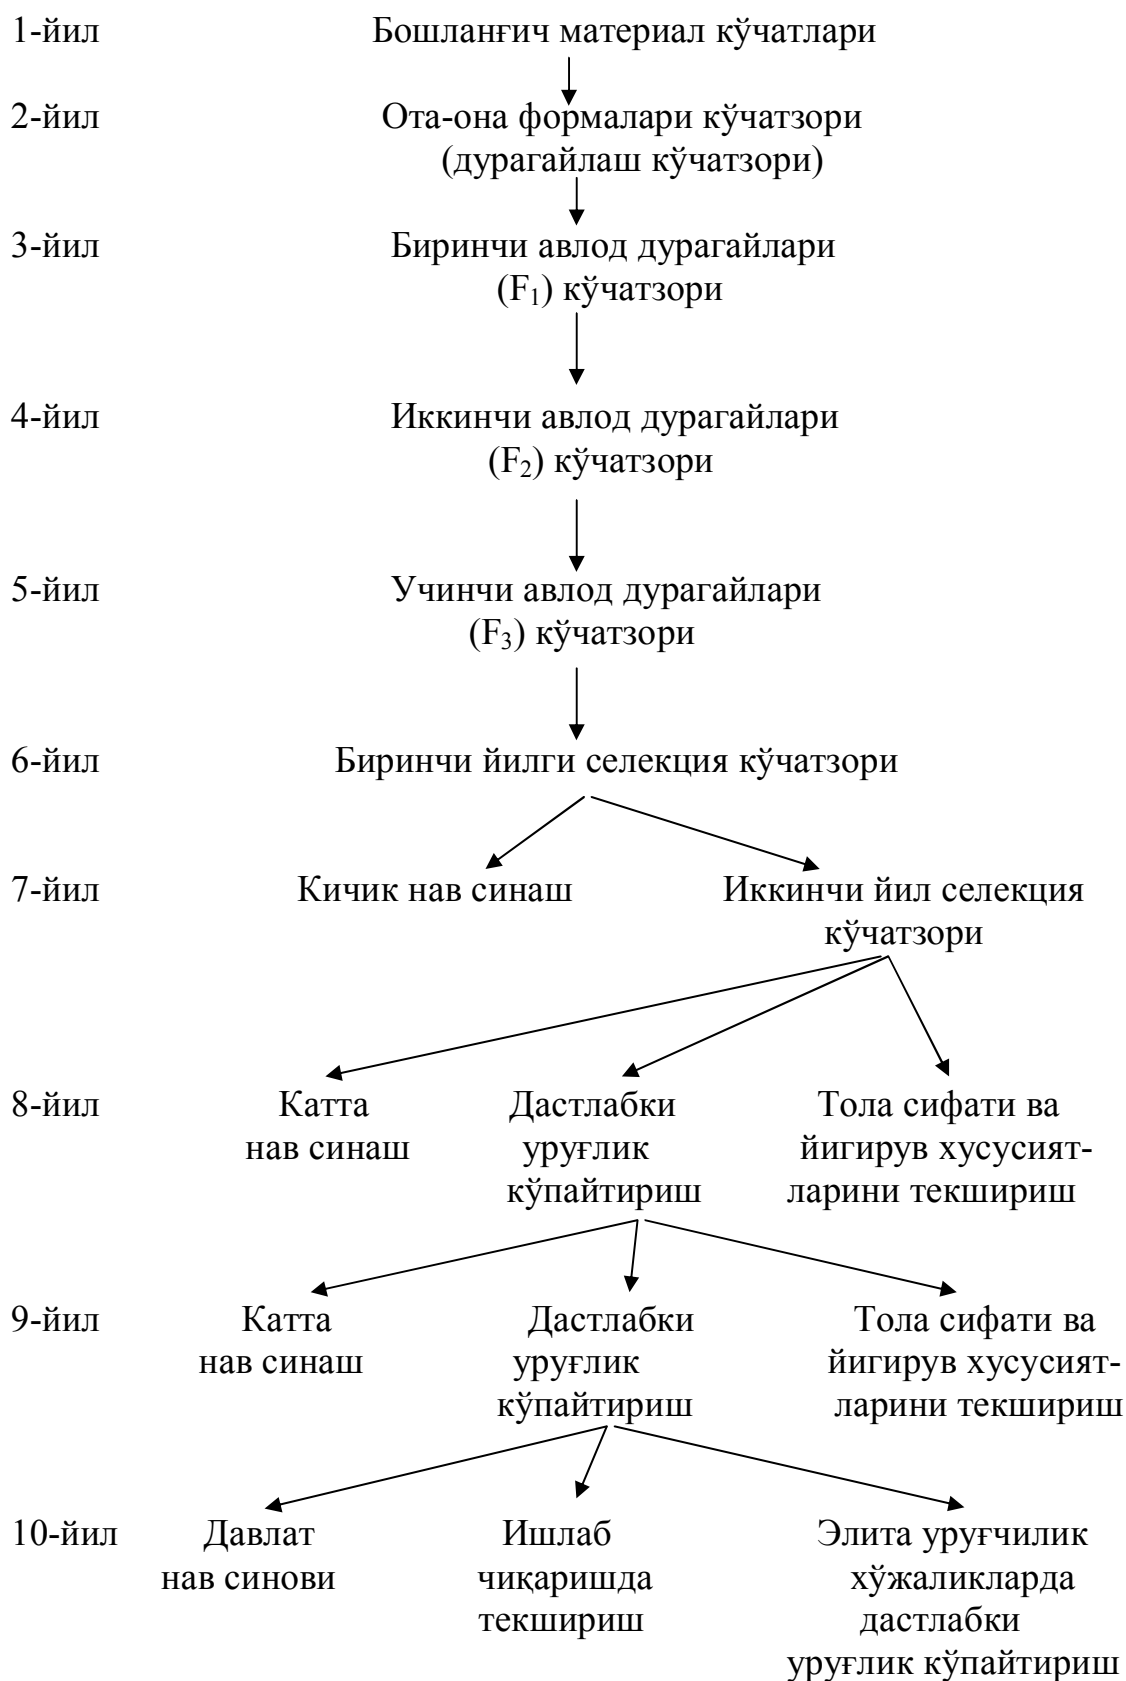 1-йил Бошланғич материал кўчатлари
2-йил Ота-она формалари кўчатзори
(дурагайлаш кўчатзори)
3-йил Биринчи авлод дурагайлари
(F₁) кўчатзори
4-йил Иккинчи авлод дурагайлари
(F₂) кўчатзори
5-йил Учинчи авлод дурагайлари
(F₃) кўчатзори
6-йил Биринчи йилги селекция кўчатзори
7-йил Кичик нав синаш Иккинчи йил селекция
кўчатзори
8-йил Катта Дастлабки Тола сифати ва
нав синаш уруғлик йигирув хусусият-
кўпайтириш ларини текшириш
9-йил Катта Дастлабки Тола сифати ва
нав синаш уруғлик йигирув хусусият-
кўпайтириш ларини текшириш
10-йил Давлат Ишлаб Элита уруғчилик
нав синови чиқаришда хўжаликларда
текшириш дастлабки
уруғлик кўпайтириш